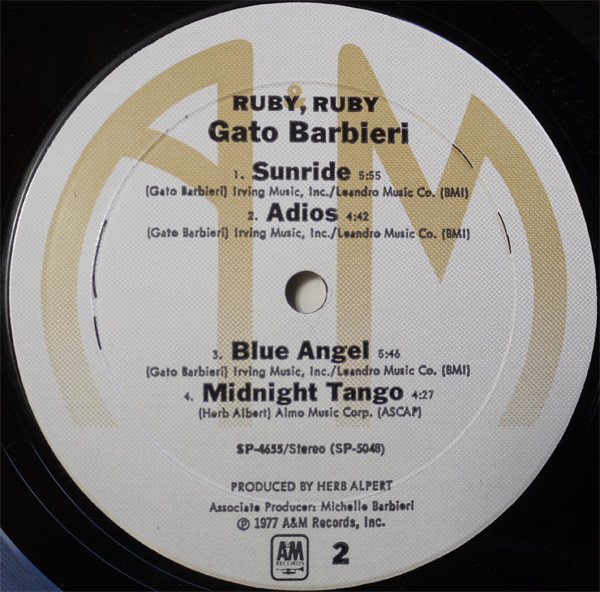 RUBY, RUBY
Gato Barbieri
1. Sunride 5:55
(Gato Barbieri) Irving Music, Inc./Leandro Music Co. (BMI)
2. Adios 4:42
(Gato Barbieri) Irving Music, Inc./Leandro Music Co. (BMI)
3. Blue Angel 5:46
(Gato Barbieri) Irving Music, Inc./Leandro Music Co. (BMI)
4. Midnight Tango 4:27
(Herb Albert) Almo Music Corp. (ASCAP)
SP-4655/Stereo (SP-5048)
PRODUCED BY HERB ALPERT
Associate Producer: Michelle Barbieri
℗ 1977 A&M Records, Inc.
A&M
RECORDS
2